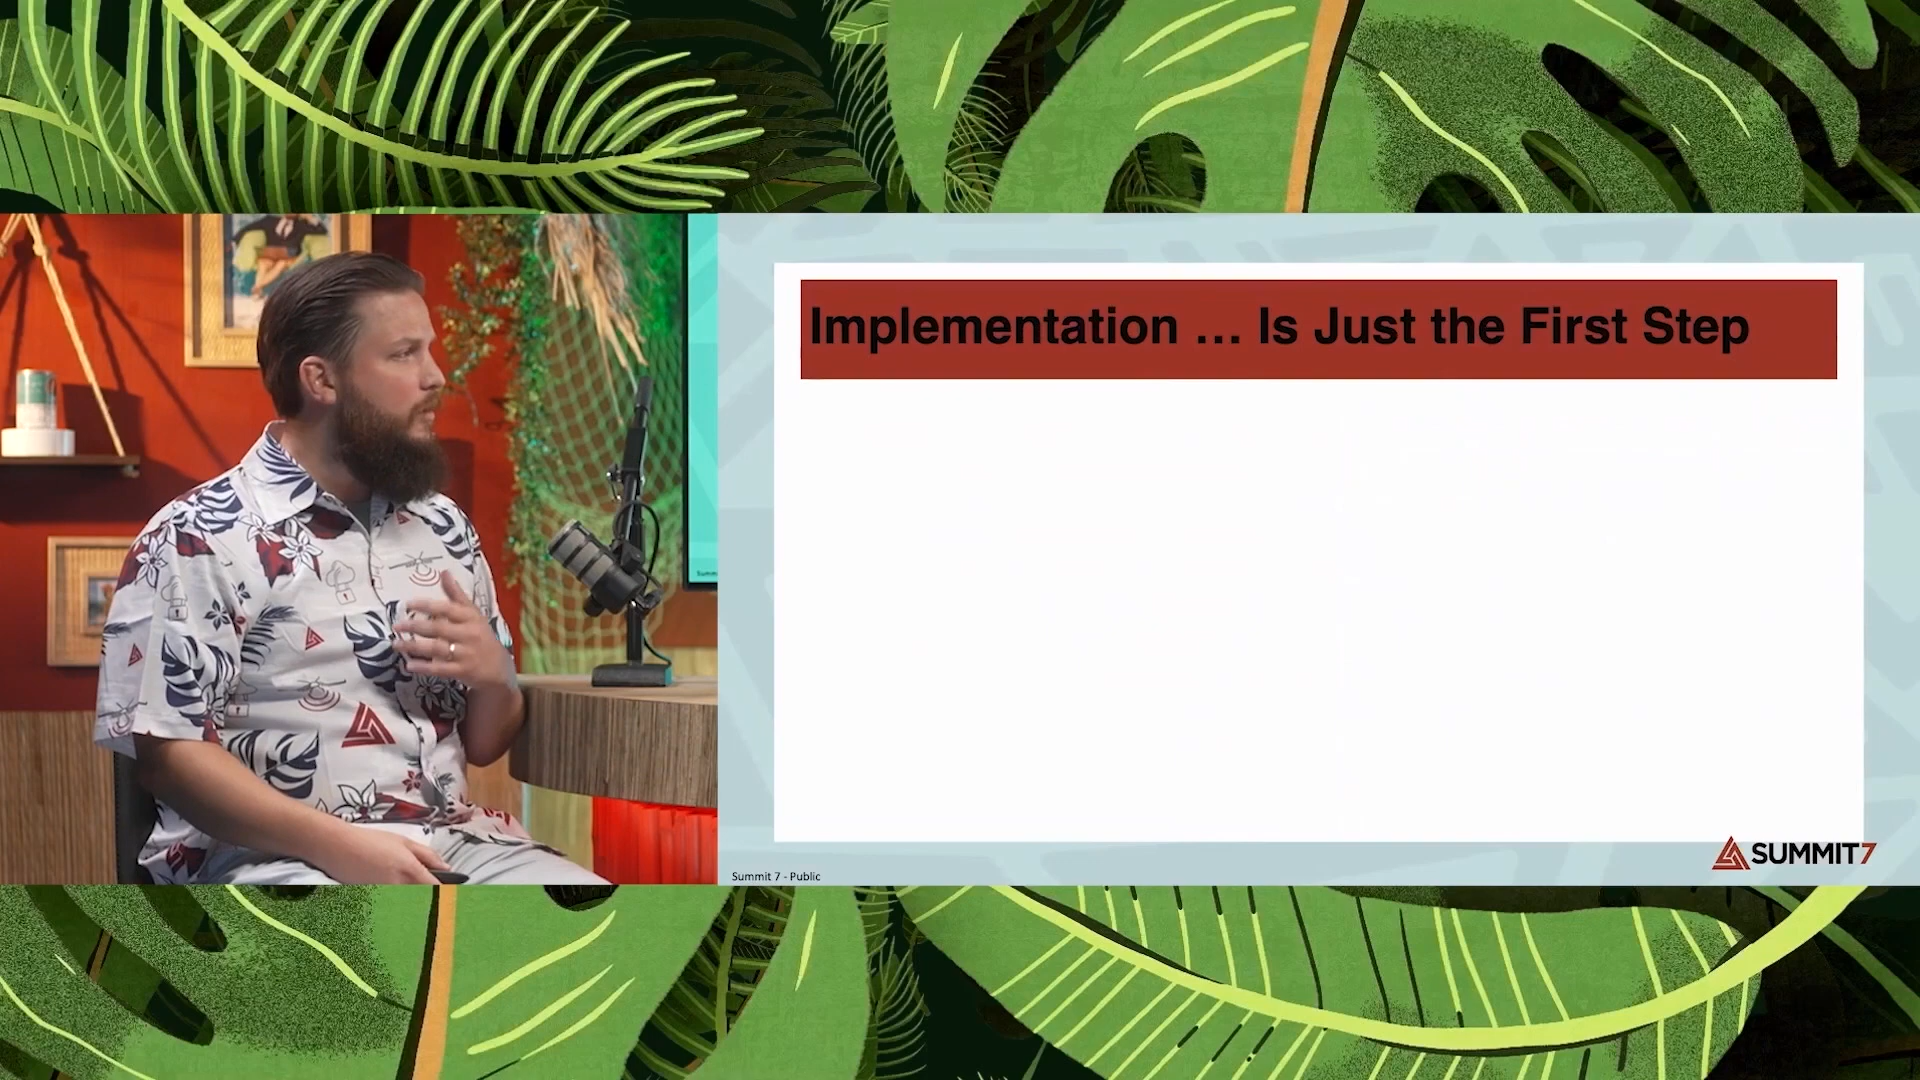 Implementation ... Is Just the First Step
SUMMIT7
Summit 7 - Public